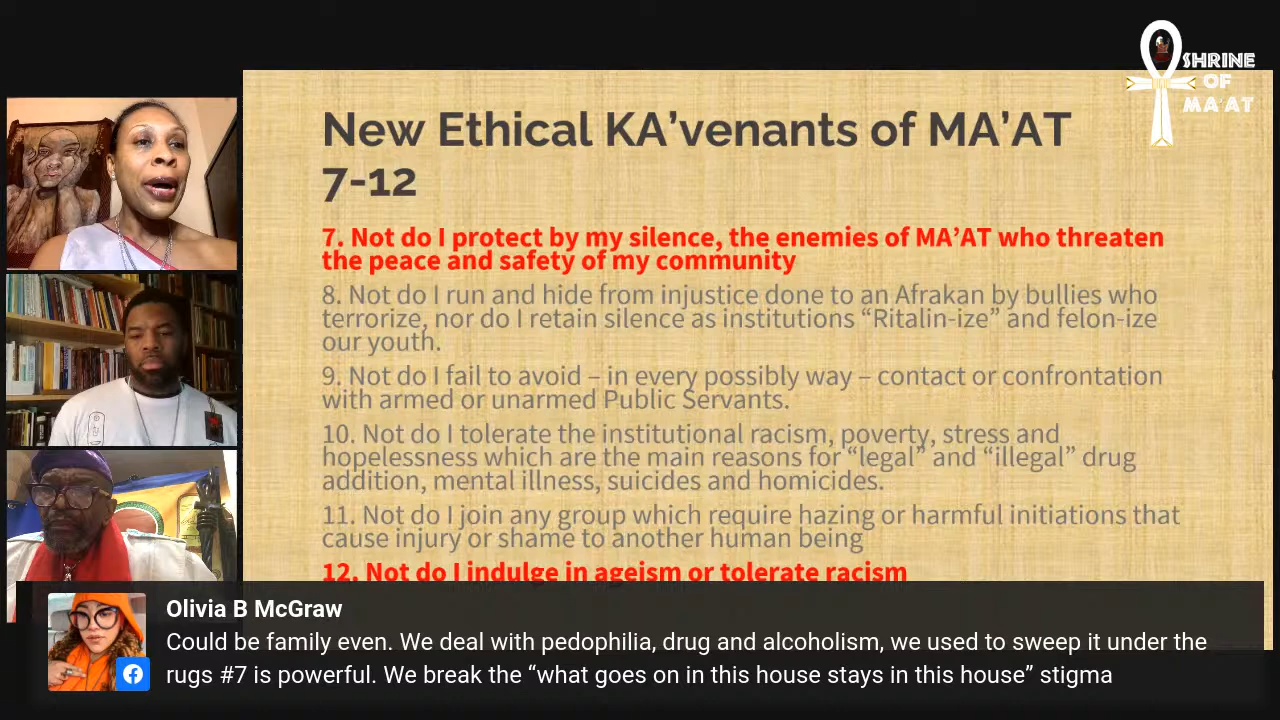 SHRINE
OF
MA'AT
New Ethical KA’venants of MA’AT
7-12
7. Not do I protect by my silence, the enemies of MA’AT who threaten
the peace and safety of my community
8. Not do I run and hide from injustice done to an Afrakan by bullies who
terrorize, nor do I retain silence as institutions “Ritalin-ize” and felon-ize
our youth.
9. Not do I fail to avoid – in every possibly way – contact or confrontation
with armed or unarmed Public Servants.
10. Not do I tolerate the institutional racism, poverty, stress and
hopelessness which are the main reasons for “legal” and “illegal” drug
addition, mental illness, suicides and homicides.
11. Not do I join any group which require hazing or harmful initiations that
cause injury or shame to another human being
12. Not do I indulge in ageism or tolerate racism
Olivia B McGraw
Could be family even. We deal with pedophilia, drug and alcoholism, we used to sweep it under the
rugs #7 is powerful. We break the “what goes on in this house stays in this house” stigma